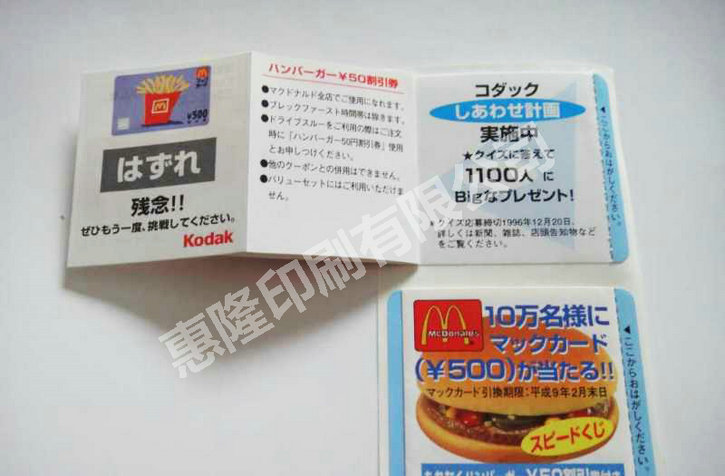 ¥500
はずれ
残念!!
ぜひもう一度、挑戦してください。
Kodak
ハンバーガー¥50割引券
●マクドナルド全店でご使用になれます。
●ブレックファースト時間帯は除きます。
●ドライブスルーをご利用の際はご注文
時に「ハンバーガー50円割引券」使用
とお申しつけください。
●他のクーポンとの併用はできません。
●バリューセットにはご利用いただけま
せん。
コダック
しあわせ計画
実施中
★クイズに答えて
1100人に
Bigなプレゼント!
★クイズ応募締切1996年12月20日、
詳しくは新聞、雑誌、店頭告知物など
をご覧ください。
◀ここからおはがしください。
McDonald's
10万名様に
マックカード
(¥500)が当たる!!
マックカード引換期限:平成9年2月末日
スピードくじ
¥50割引券付き
◀ここからおはがしください。
惠隆印刷有限公司